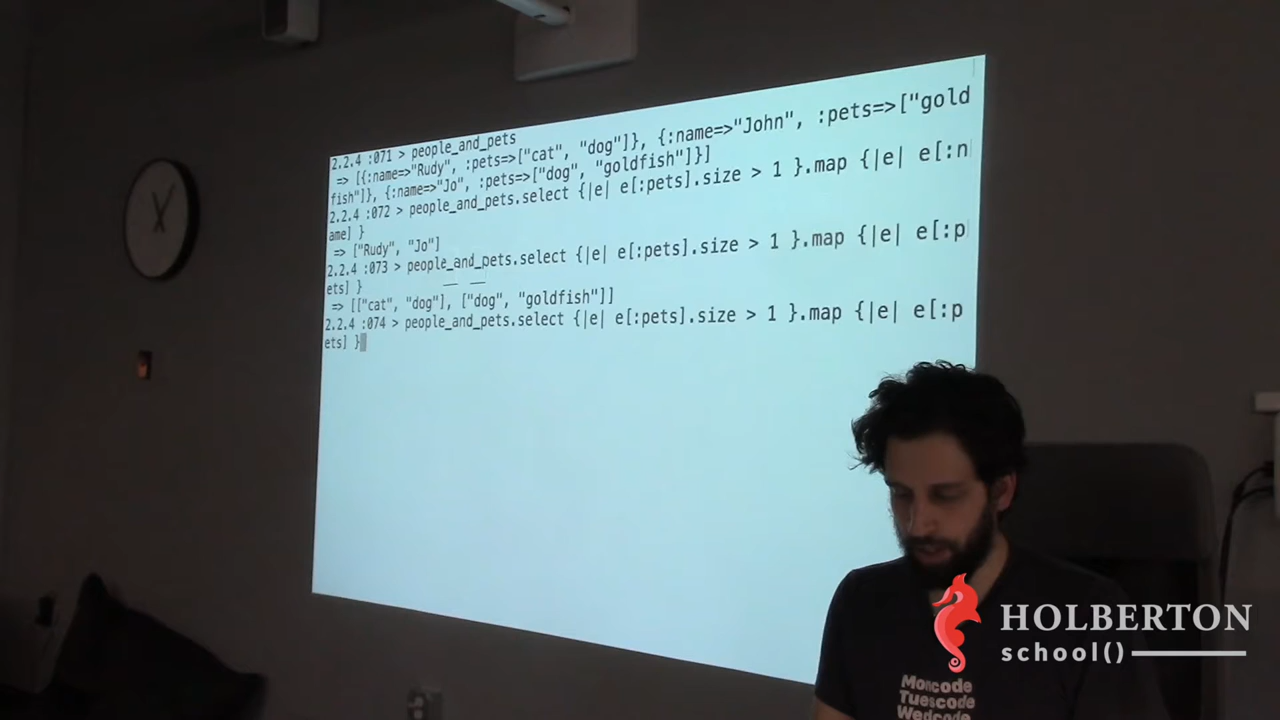 2.2.4 :071 > people_and_pets
=> [{:name=>"Rudy", :pets=>["cat", "dog"]}, {:name=>"John", :pets=>["gold
fish"]}, {:name=>"Jo", :pets=>["dog", "goldfish"]}]
2.2.4 :072 > people_and_pets.select {|e| e[:pets].size > 1 }.map {|e| e[:n
ame] }
=> ["Rudy", "Jo"]
2.2.4 :073 > people_and_pets.select {|e| e[:pets].size > 1 }.map {|e| e[:p
ets] }
=> [["cat", "dog"], ["dog", "goldfish"]]
2.2.4 :074 > people_and_pets.select {|e| e[:pets].size > 1 }.map {|e| e[:p
ets] }
HOLBERTON
school()
Moncode
Tuescode
Wedcode